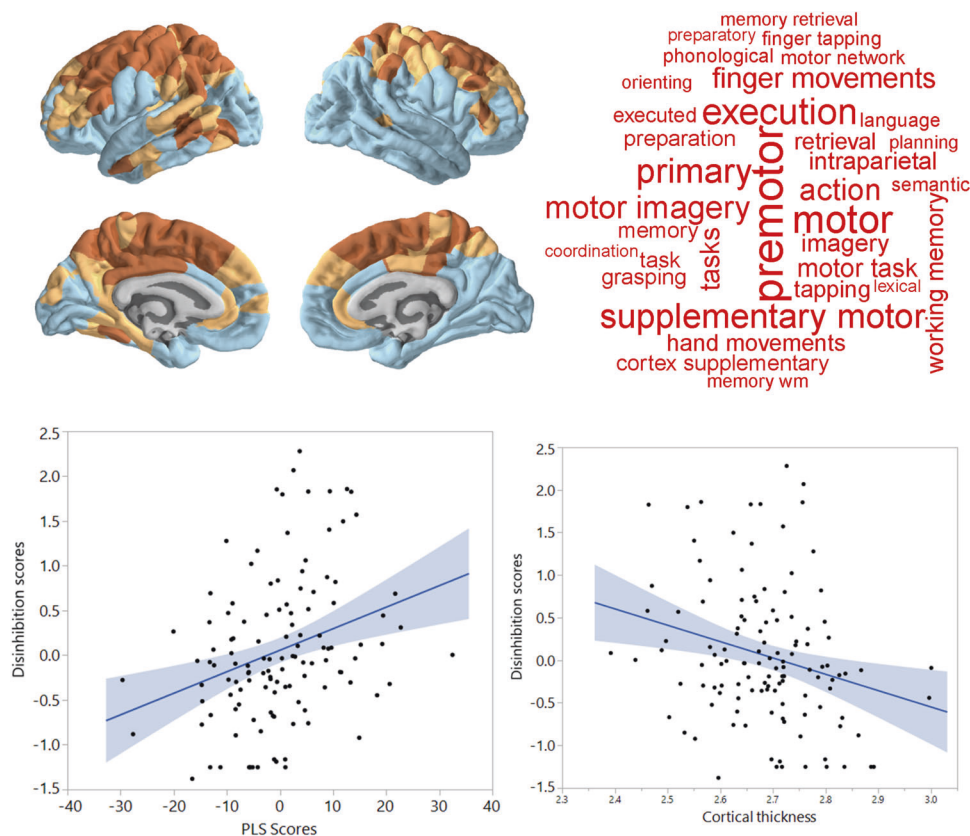 memory retrieval
preparatory finger tapping
phonological motor network
orienting finger movements
executed execution language
preparation retrieval planning
primary premotor intraparietal
action semantic
motor imagery motor
memory tasks imagery working memory
coordination task motor task
grasping tapping lexical
supplementary motor
hand movements
cortex supplementary
memory wm
Disinhibition scores
2.5
2.0
1.5
1.0
0.5
0.0
-0.5
-1.0
-1.5
-40 -30 -20 -10 0 10 20 30 40
PLS Scores
Disinhibition scores
2.5
2.0
1.5
1.0
0.5
0.0
-0.5
-1.0
-1.5
2.3 2.4 2.5 2.6 2.7 2.8 2.9 3.0
Cortical thickness